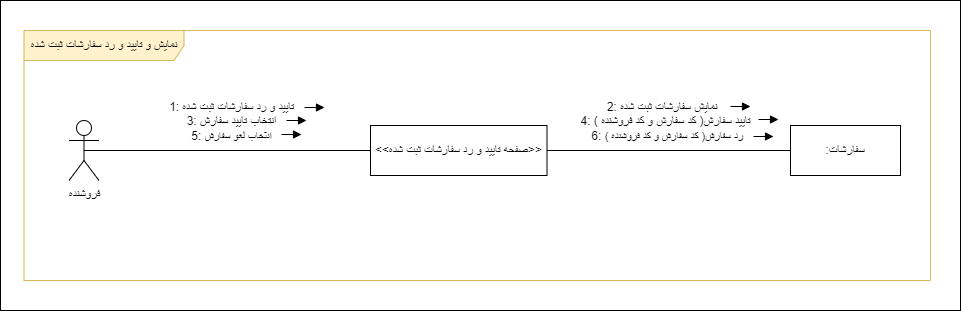 نمایش و تایید و رد سفارشات ثبت شده
1: تایید و رد سفارشات ثبت شده
3: انتخاب تایید سفارش
5: انتخاب لغو سفارش
2: نمایش سفارشات ثبت شده
4: تایید سفارش( کد سفارش و کد فروشنده )
6: رد سفارش( کد سفارش و کد فروشنده )
<<صفحه تایید و رد سفارشات ثبت شده>>
سفارشات:
فروشنده